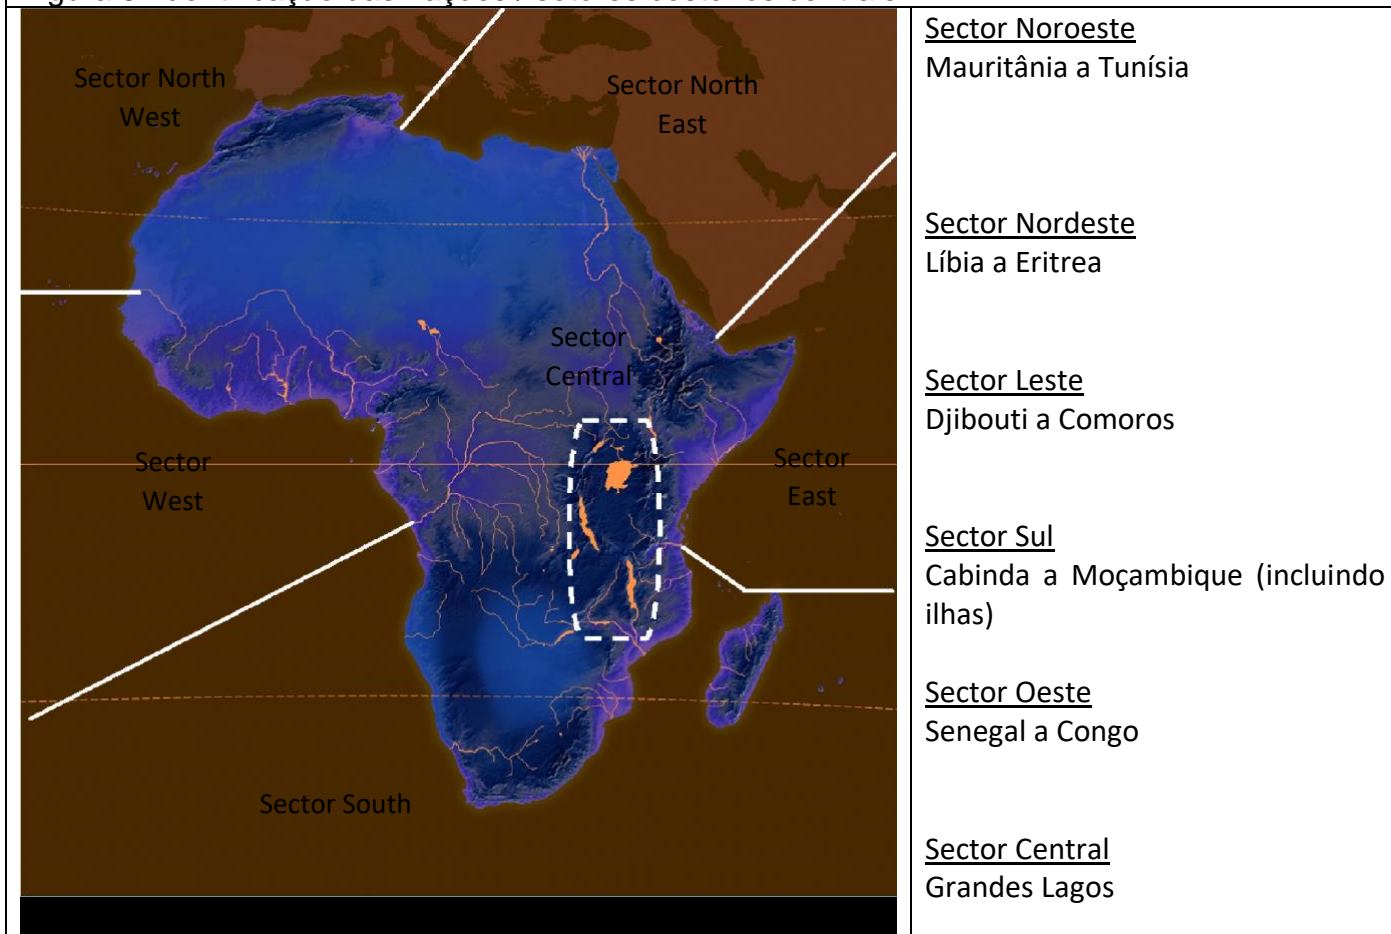 Sector North
West
Sector North
East
Sector
Central
Sector
West
Sector
East
Sector South
Sector Noroeste
Mauritânia a Tunísia
Sector Nordeste
Líbia a Eritrea
Sector Leste
Djibouti a Comoros
Sector Sul
Cabinda a Moçambique (incluindo
ilhas)
Sector Oeste
Senegal a Congo
Sector Central
Grandes Lagos